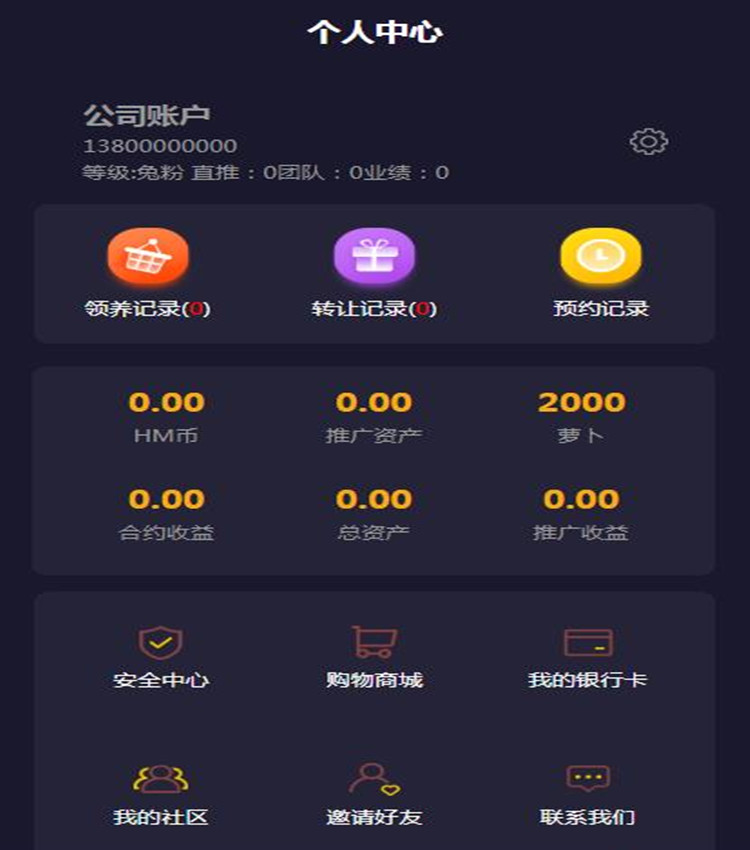 个人中心
公司账户
13800000000
等级:兔粉 直推：0团队：0业绩：0
领养记录(0) 转让记录(0) 预约记录
0.00 0.00 2000
HM币 推广资产 萝卜
0.00 0.00 0.00
合约收益 总资产 推广收益
安全中心 购物商城 我的银行卡
我的社区 邀请好友 联系我们